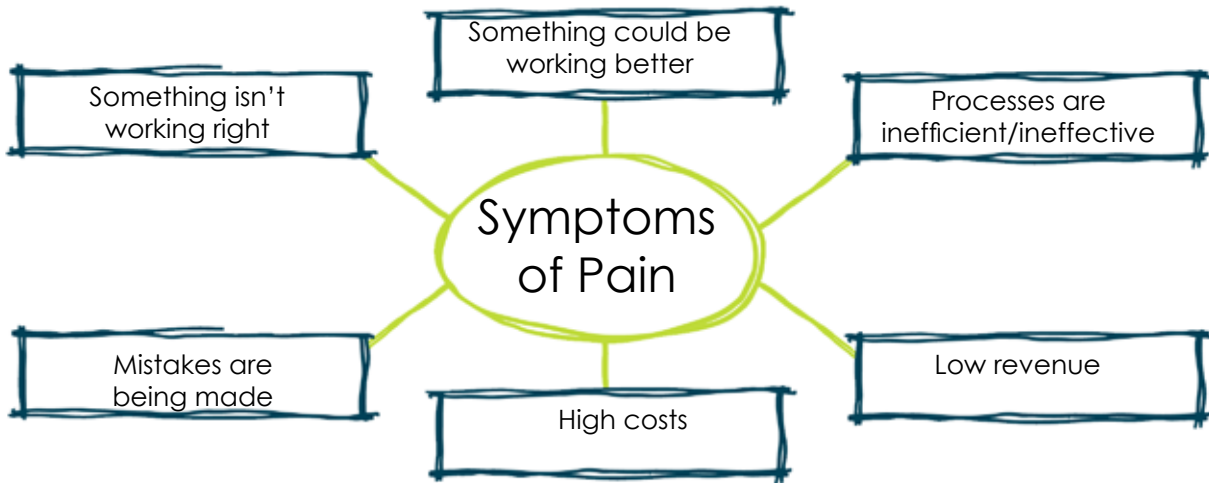 Something could be
working better
Something isn’t
working right
Processes are
inefficient/ineffective
Symptoms
of Pain
Mistakes are
being made
High costs
Low revenue